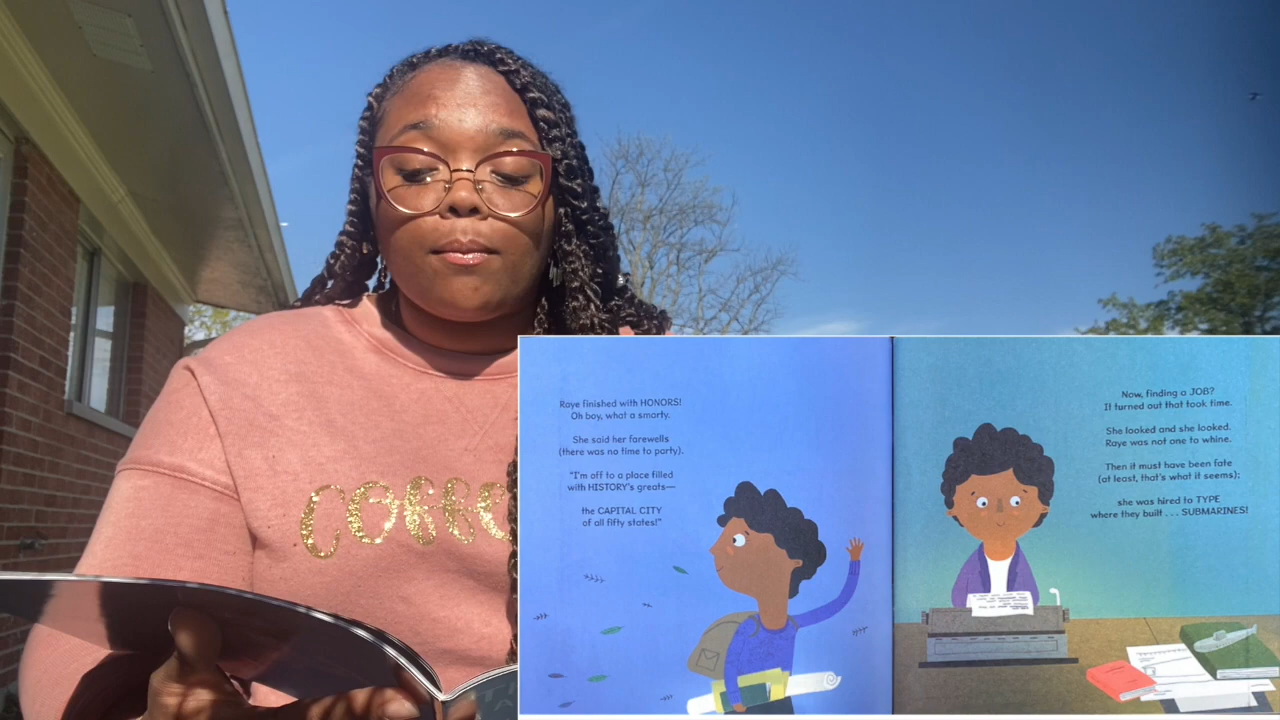 COFFE
Raye finished with HONORS!
Oh boy, what a smarty.
She said her farewells
(there was no time to party).
"I'm off to a place filled
with HISTORY's greats—
the CAPITAL CITY
of all fifty states!"
Now, finding a JOB?
It turned out that took time.
She looked and she looked.
Raye was not one to whine.
Then it must have been fate
(at least, that's what it seems);
she was hired to TYPE
where they built . . . SUBMARINES!